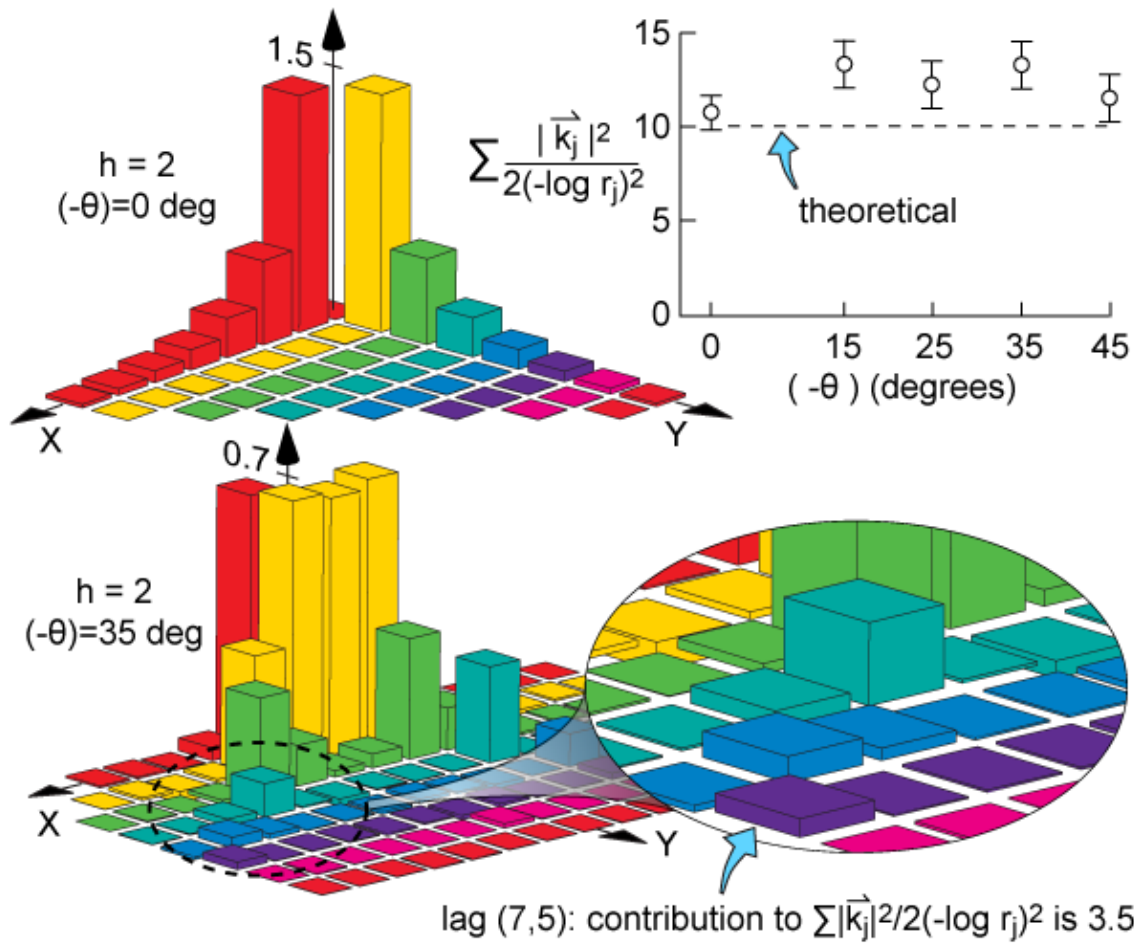 1.5
h = 2
(-θ)=0 deg
X
Y
15
10
5
0
∑ |k⃗ⱼ|² / 2(-log rⱼ)²
theoretical
0 15 25 35 45
( -θ ) (degrees)
0.7
h = 2
(-θ)=35 deg
X
Y
lag (7,5): contribution to ∑|k⃗ⱼ|²/2(-log rⱼ)² is 3.5